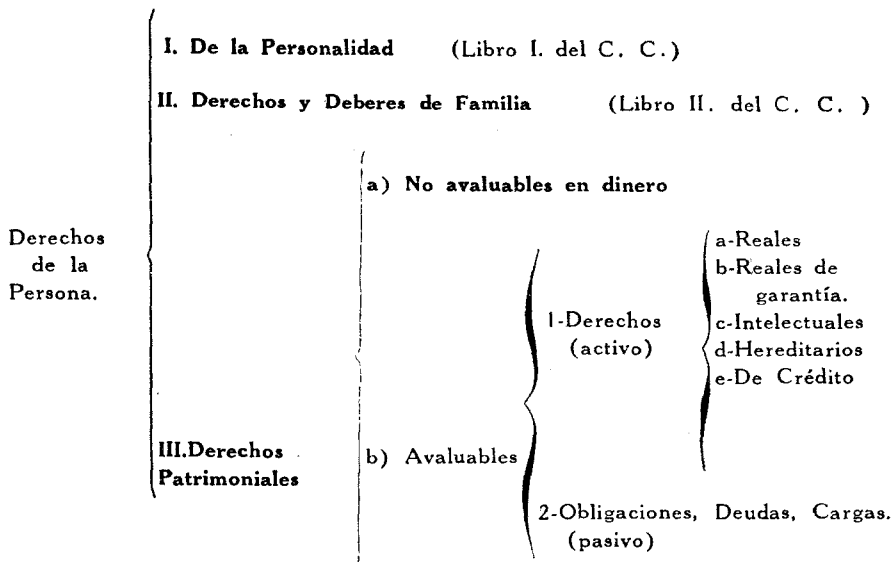 I. De la Personalidad (Libro I. del C. C.)
II. Derechos y Deberes de Familia (Libro II. del C. C. )
Derechos
de la
Persona.
III.Derechos
Patrimoniales
a) No avaluables en dinero
b) Avaluables
1-Derechos
(activo)
a-Reales
b-Reales de
garantía.
c-Intelectuales
d-Hereditarios
e-De Crédito
2-Obligaciones, Deudas, Cargas.
(pasivo)